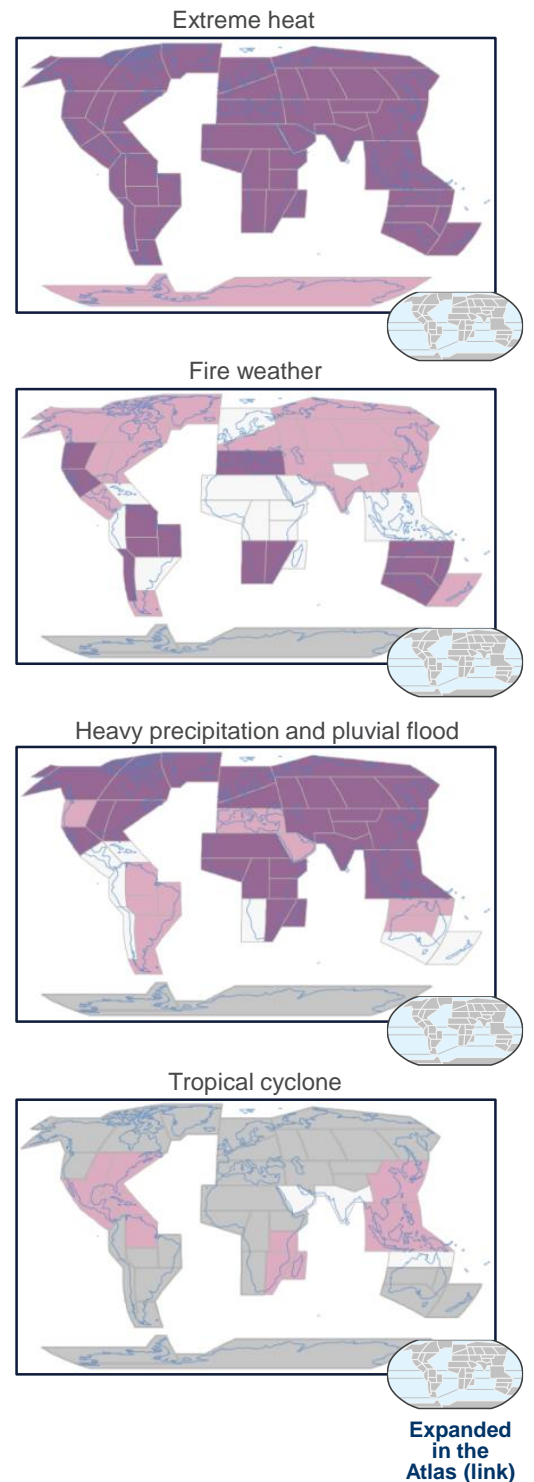 Extreme heat
Fire weather
Heavy precipitation and pluvial flood
Tropical cyclone
Expanded
in the
Atlas (link)